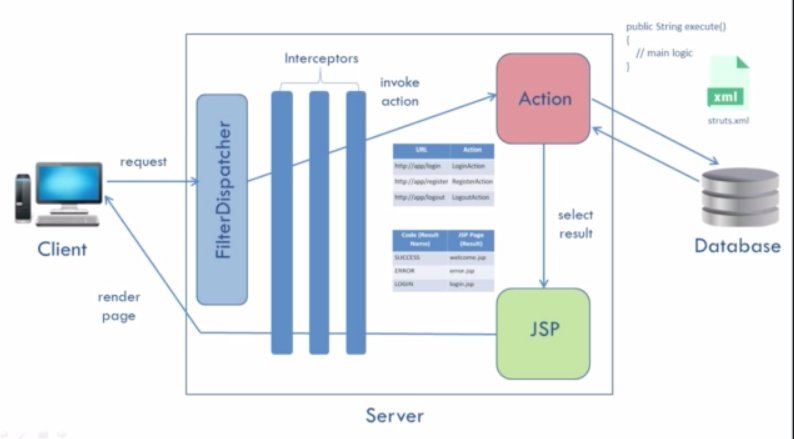 public String execute()
{
// main logic
}
xml
struts.xml
Interceptors
invoke
action
Action
FilterDispatcher
request
URL Action
http://app/login LoginAction
http://app/register RegisterAction
http://app/logout LogoutAction
select
result
Client
Database
Code (Result Name) JSP Page (Result)
SUCCESS welcome.jsp
ERROR error.jsp
LOGIN login.jsp
render
page
JSP
Server